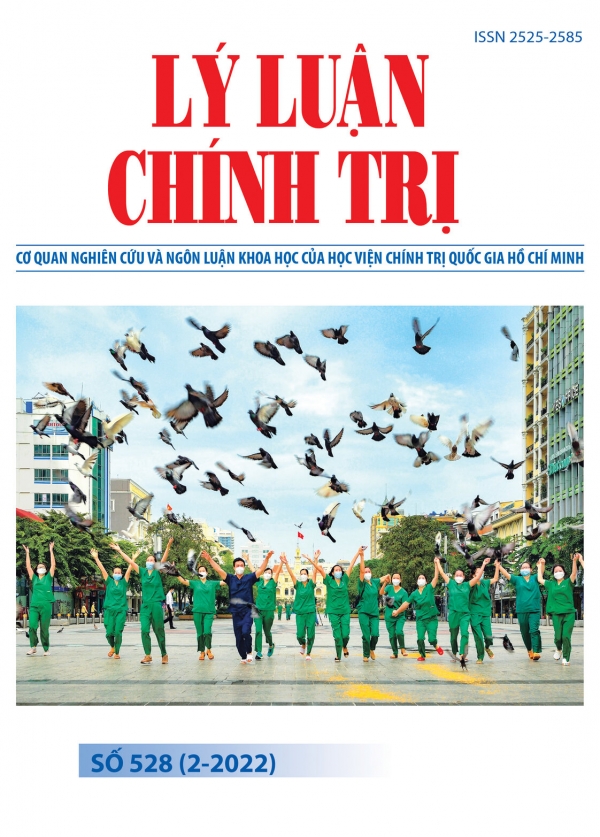 ISSN 2525-2585
LÝ LUẬN
CHÍNH TRỊ
CƠ QUAN NGHIÊN CỨU VÀ NGÔN LUẬN KHOA HỌC CỦA HỌC VIỆN CHÍNH TRỊ QUỐC GIA HỒ CHÍ MINH
SỐ 528 (2-2022)